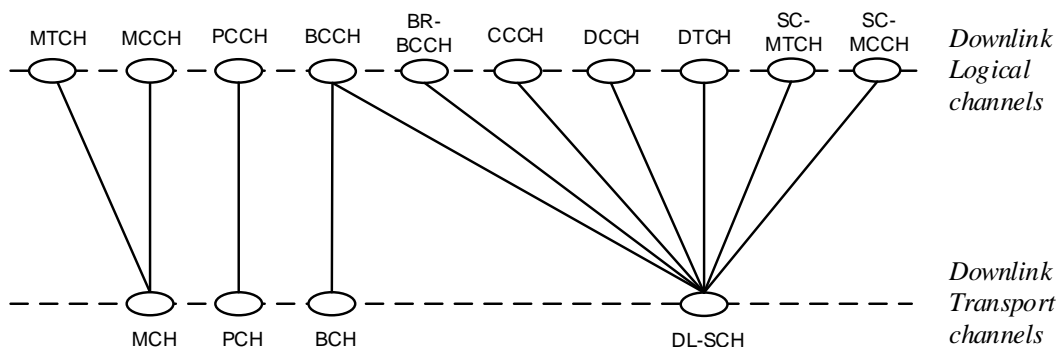 MTCH
MCCH
PCCH
BCCH
BR-
BCCH
CCCH
DCCH
DTCH
SC-
MTCH
SC-
MCCH
Downlink
Logical
channels
MCH
PCH
BCH
DL-SCH
Downlink
Transport
channels